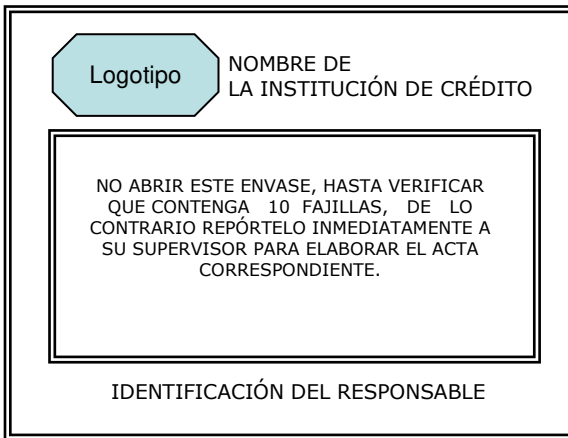 Logotipo
NOMBRE DE
LA INSTITUCIÓN DE CRÉDITO
NO ABRIR ESTE ENVASE, HASTA VERIFICAR
QUE CONTENGA 10 FAJILLAS, DE LO
CONTRARIO REPÓRTELO INMEDIATAMENTE A
SU SUPERVISOR PARA ELABORAR EL ACTA
CORRESPONDIENTE.
IDENTIFICACIÓN DEL RESPONSABLE